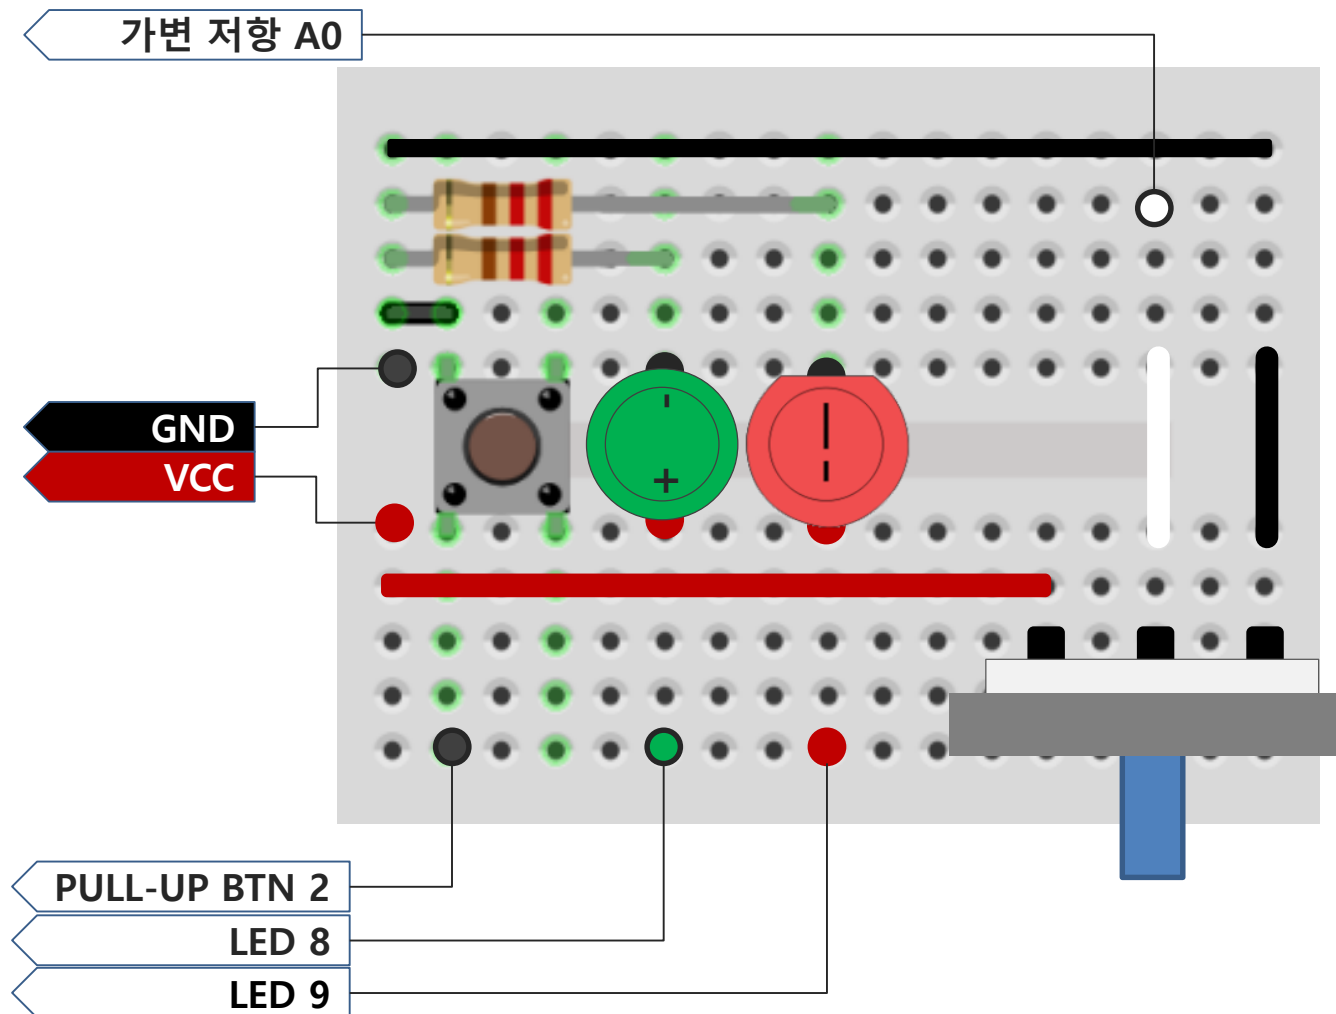 가변 저항 A0
GND
VCC
PULL-UP BTN 2
LED 8
LED 9